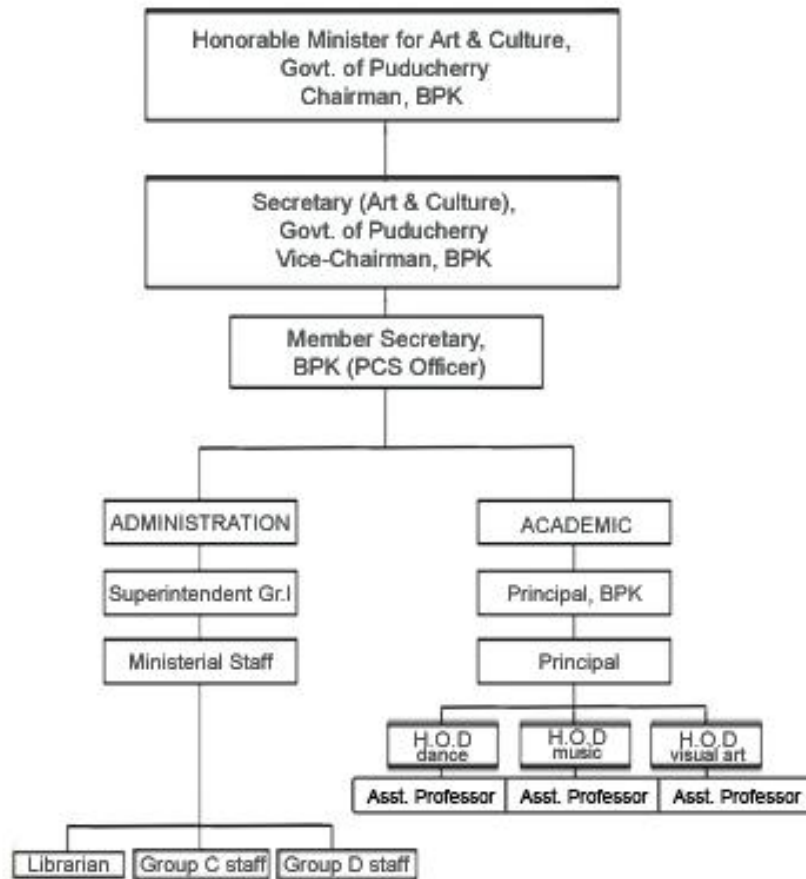 Honorable Minister for Art & Culture,
Govt. of Puducherry
Chairman, BPK
Secretary (Art & Culture),
Govt. of Puducherry
Vice-Chairman, BPK
Member Secretary,
BPK (PCS Officer)
ADMINISTRATION
ACADEMIC
Superintendent Gr.I
Principal, BPK
Ministerial Staff
Principal
H.O.D
dance
H.O.D
music
H.O.D
visual art
Asst. Professor
Asst. Professor
Asst. Professor
Librarian
Group C staff
Group D staff